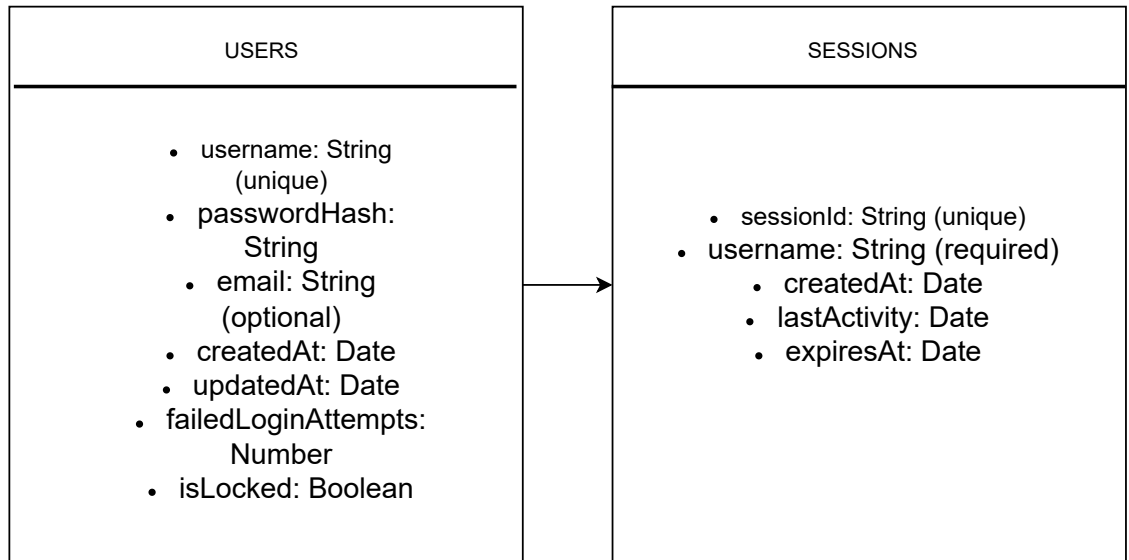 USERS
• username: String
(unique)
• passwordHash:
String
• email: String
(optional)
• createdAt: Date
• updatedAt: Date
• failedLoginAttempts:
Number
• isLocked: Boolean
SESSIONS
• sessionId: String (unique)
• username: String (required)
• createdAt: Date
• lastActivity: Date
• expiresAt: Date